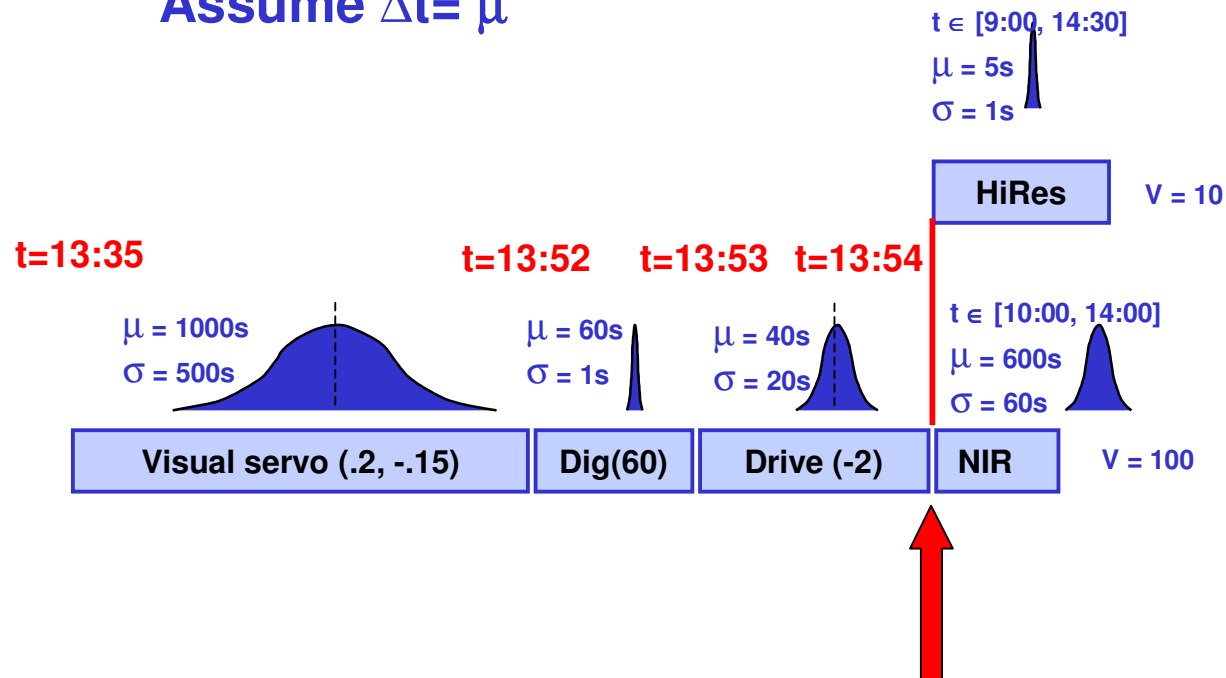 Assume Δt= μ
t ∈ [9:00, 14:30]
μ = 5s
σ = 1s
HiRes
V = 10
t=13:35
t=13:52
t=13:53
t=13:54
μ = 1000s
σ = 500s
μ = 60s
σ = 1s
μ = 40s
σ = 20s
t ∈ [10:00, 14:00]
μ = 600s
σ = 60s
Visual servo (.2, -.15)
Dig(60)
Drive (-2)
NIR
V = 100